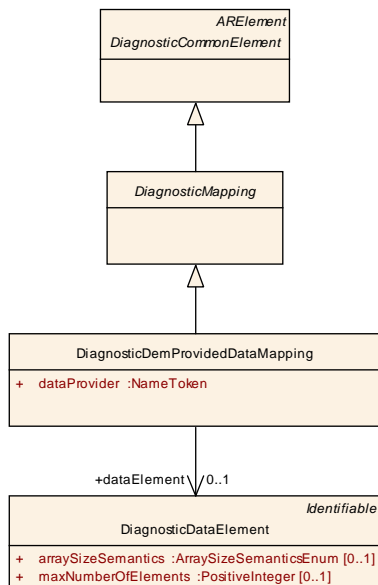 ARElement
DiagnosticCommonElement
DiagnosticMapping
DiagnosticDemProvidedDataMapping
+ dataProvider :NameToken
+dataElement 0..1
Identifiable
DiagnosticDataElement
+ arraySizeSemantics :ArraySizeSemanticsEnum [0..1]
+ maxNumberOfElements :PositiveInteger [0..1]